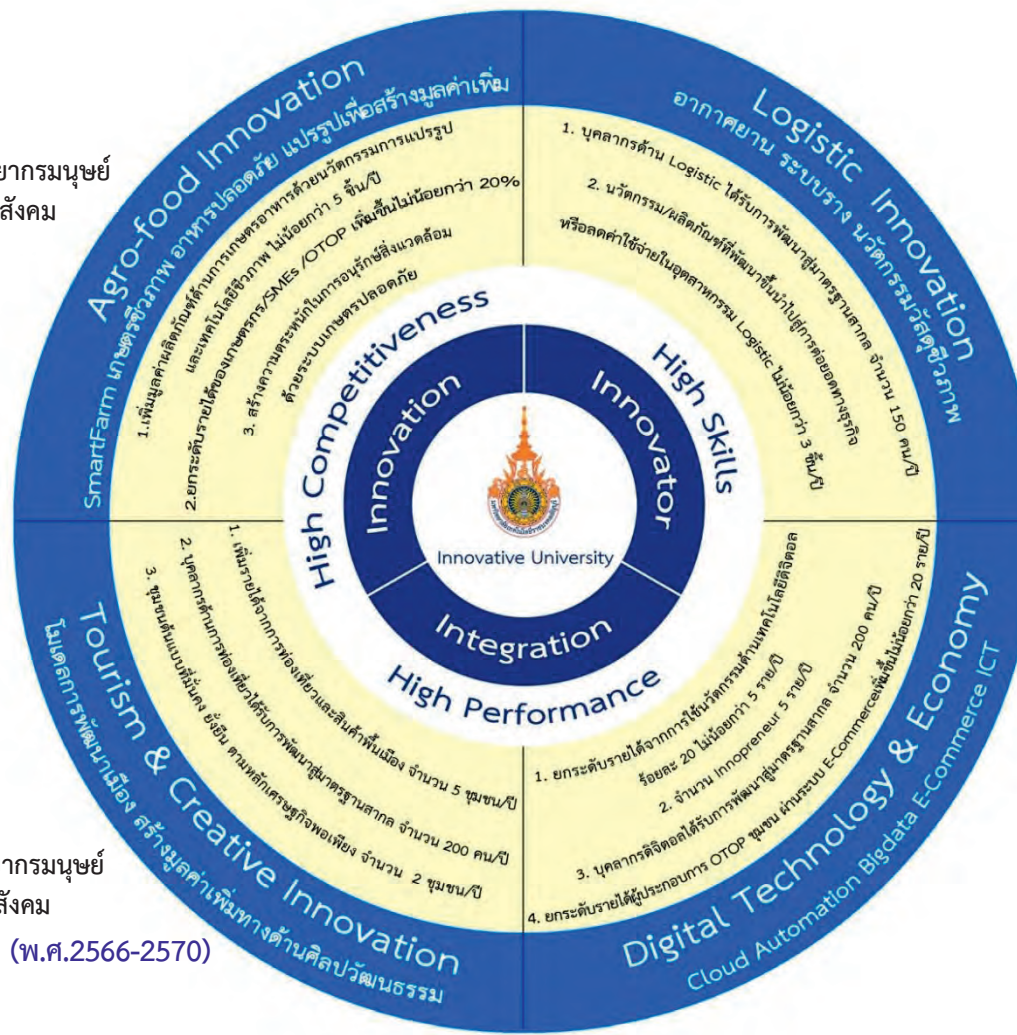 ยากรมนุษย์
สังคม
Agro-food Innovation
SmartFarm เกษตรชีวภาพ อาหารปลอดภัย แปรรูปเพื่อสร้างมูลค่าเพิ่ม
1.เพิ่มมูลค่าผลิตภัณฑ์ด้านการเกษตรอาหารด้วยนวัตกรรมการแปรรูป
และเทคโนโลยีชีวภาพ ไม่น้อยกว่า 5 ชิ้น/ปี
2.ยกระดับรายได้ของเกษตรกร/SMEs /OTOP เพิ่มขึ้นไม่น้อยกว่า 20%
3. สร้างความตระหนักในการอนุรักษ์สิ่งแวดล้อม
ด้วยระบบเกษตรปลอดภัย
Logistic Innovation
อากาศยาน ระบบราง นวัตกรรมวัสดุชีวภาพ
1. บุคลากรด้าน Logistic ได้รับการพัฒนาสู่มาตรฐานสากล จำนวน 150 คน/ปี
2. นวัตกรรม/ผลิตภัณฑ์ที่พัฒนาขึ้นนำไปสู่การต่อยอดทางธุรกิจ
หรือลดค่าใช้จ่ายในอุตสาหกรรม Logistic ไม่น้อยกว่า 3 ชิ้น/ปี
High Competitiveness
High Skills
High Performance
Innovation
Innovator
Integration
Innovative University
Tourism & Creative Innovation
โมเดลการพัฒนาเมือง สร้างมูลค่าเพิ่มทางด้านศิลปวัฒนธรรม
1. เพิ่มรายได้จากการท่องเที่ยวและสินค้าพื้นเมือง จำนวน 5 ชุมชน/ปี
2. บุคลากรด้านการท่องเที่ยวได้รับการพัฒนาสู่มาตรฐานสากล จำนวน 200 คน/ปี
3. ชุมชนต้นแบบที่มั่นคง ยั่งยืน ตามหลักเศรษฐกิจพอเพียง จำนวน 2 ชุมชน/ปี
Digital Technology & Economy
Cloud Automation Bigdata E-Commerce ICT
1. ยกระดับรายได้จากการใช้นวัตกรรมด้านเทคโนโลยีดิจิตอล
ร้อยละ 20 ไม่น้อยกว่า 5 ราย/ปี
2. จำนวน Innopreneur 5 ราย/ปี
3. บุคลากรดิจิตอลได้รับการพัฒนาสู่มาตรฐานสากล จำนวน 200 คน/ปี
4. ยกระดับรายได้ผู้ประกอบการ OTOP ชุมชน ผ่านระบบ E-Commerceเพิ่มขึ้นไม่น้อยกว่า 20 ราย/ปี
ากรมนุษย์
สังคม
(พ.ศ.2566-2570)